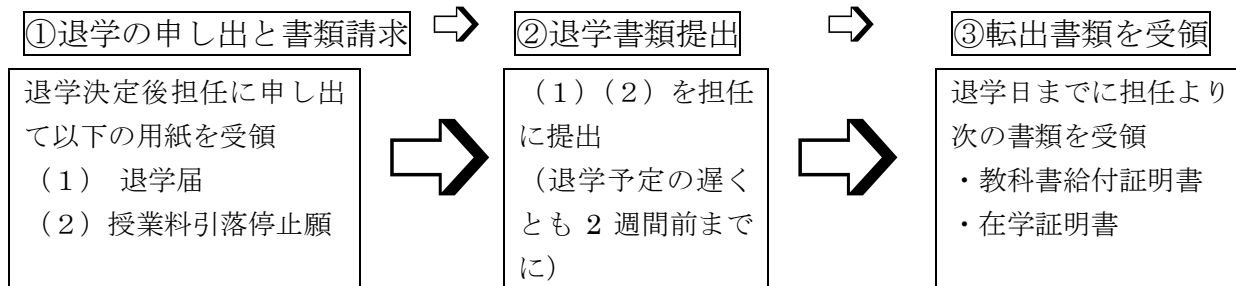 ①退学の申し出と書類請求
②退学書類提出
③転出書類を受領
退学決定後担任に申し出
て以下の用紙を受領
（１） 退学届
（２）授業料引落停止願
（１）（２）を担任
に提出
（退学予定の遅く
とも 2 週間前まで
に）
退学日までに担任より
次の書類を受領
・教科書給付証明書
・在学証明書